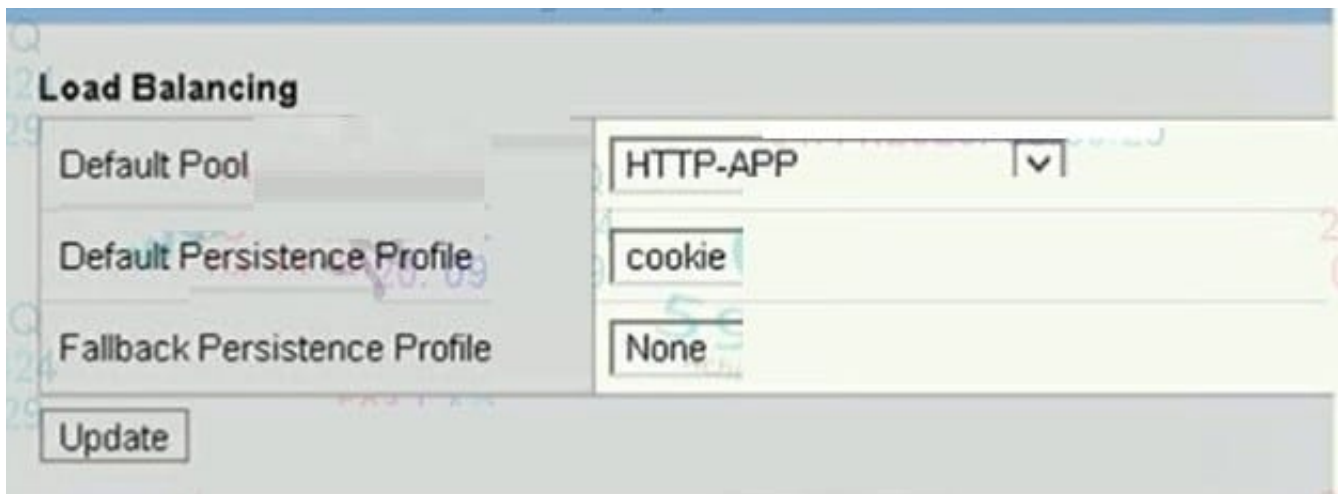 Load Balancing
Default Pool HTTP-APP
Default Persistence Profile cookie
Fallback Persistence Profile None
Update